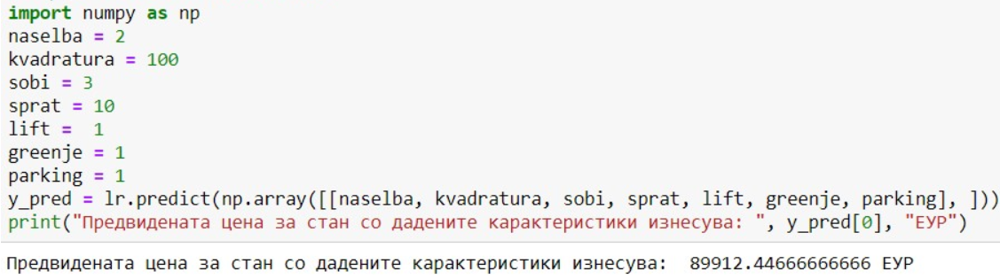 import numpy as np
naselba = 2
kvadratura = 100
sobi = 3
sprat = 10
lift =  1
greenje = 1
parking = 1
y_pred = lr.predict(np.array([[naselba, kvadratura, sobi, sprat, lift, greenje, parking], ]))
print("Предвидената цена за стан со дадените карактеристики изнесува: ", y_pred[0], "ЕУР")
Предвидената цена за стан со дадените карактеристики изнесува:  89912.44666666666 ЕУР